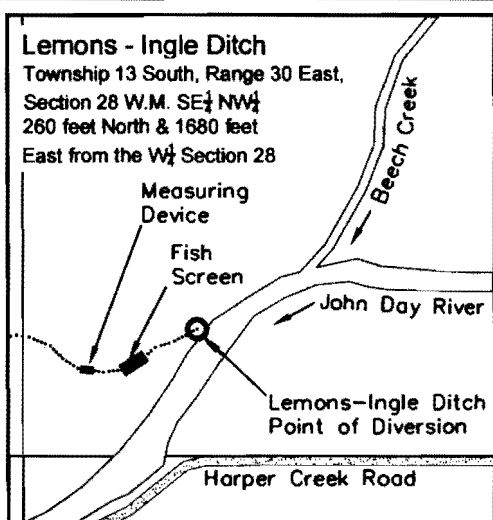 Lemons - Ingle Ditch
Township 13 South, Range 30 East,
Section 28 W.M. SE¼ NW¼
260 feet North & 1680 feet
East from the W¼ Section 28
Measuring
Device
Fish
Screen
Beech Creek
John Day River
Lemons-Ingle Ditch
Point of Diversion
Harper Creek Road